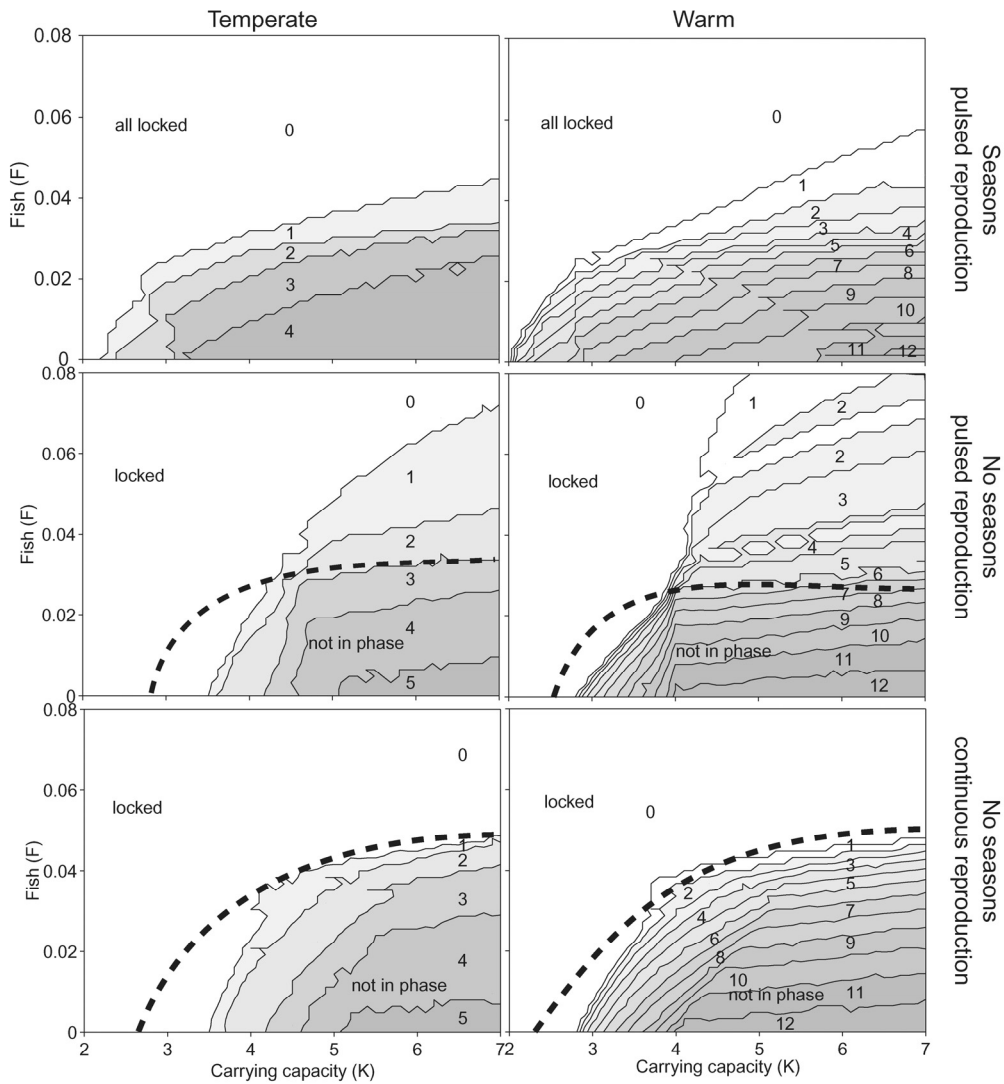 Temperate
Warm
0.08
0.06
0.04
0.02
0
Fish (F)
all locked
0
1
2
3
4
all locked
0
1
2
3
4
5
6
7
8
9
10
11
12
Seasons
pulsed reproduction
0.08
0.06
0.04
0.02
0
Fish (F)
locked
0
1
2
3
4
not in phase
5
locked
0
1
2
2
3
4
5
6
7
8
9
10
not in phase
11
12
No seasons
pulsed reproduction
0.08
0.06
0.04
0.02
0
Fish (F)
locked
0
1
2
3
4
not in phase
5
locked
0
1
2
3
4
5
6
7
8
9
10
not in phase
11
12
No seasons
continuous reproduction
2 3 4 5 6 7
2 3 4 5 6 7
Carrying capacity (K)
Carrying capacity (K)